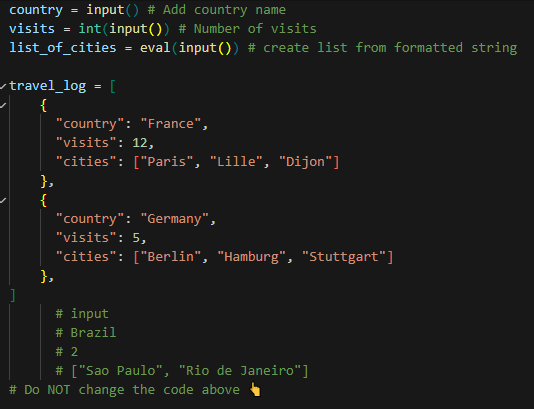 country = input() # Add country name
visits = int(input()) # Number of visits
list_of_cities = eval(input()) # create list from formatted string

travel_log = [
    {
      "country": "France",
      "visits": 12,
      "cities": ["Paris", "Lille", "Dijon"]
    },
    {
      "country": "Germany",
      "visits": 5,
      "cities": ["Berlin", "Hamburg", "Stuttgart"]
    },
]
      # input
      # Brazil
      # 2
      # ["Sao Paulo", "Rio de Janeiro"]
# Do NOT change the code above 👆